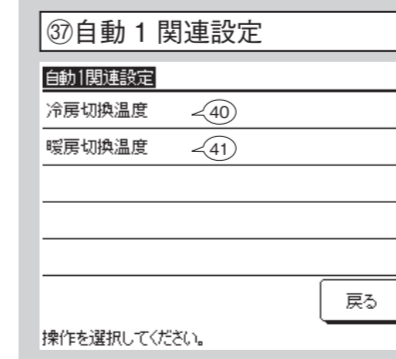 ㊲自動 1 関連設定
自動1関連設定
冷房切換温度 40
暖房切換温度 41
戻る
操作を選択してください。